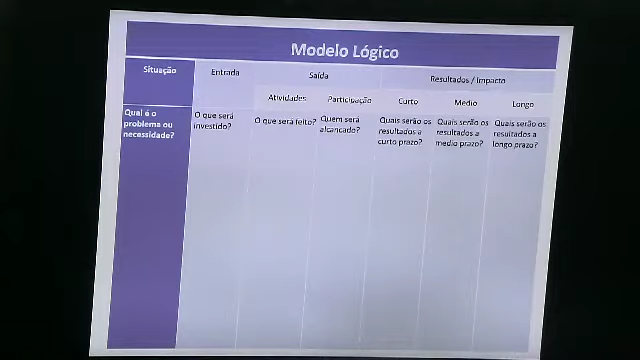 Modelo Lógico
Situação
Entrada
Saída
Resultados / Impacto
Atividades
Participação
Curto
Medio
Longo
Qual é o
problema ou
necessidade?
O que será
investido?
O que será feito?
Quem será
alcançado?
Quais serão os
resultados a
curto prazo?
Quais serão os
resultados a
medio prazo?
Quais serão os
resultados a
longo prazo?